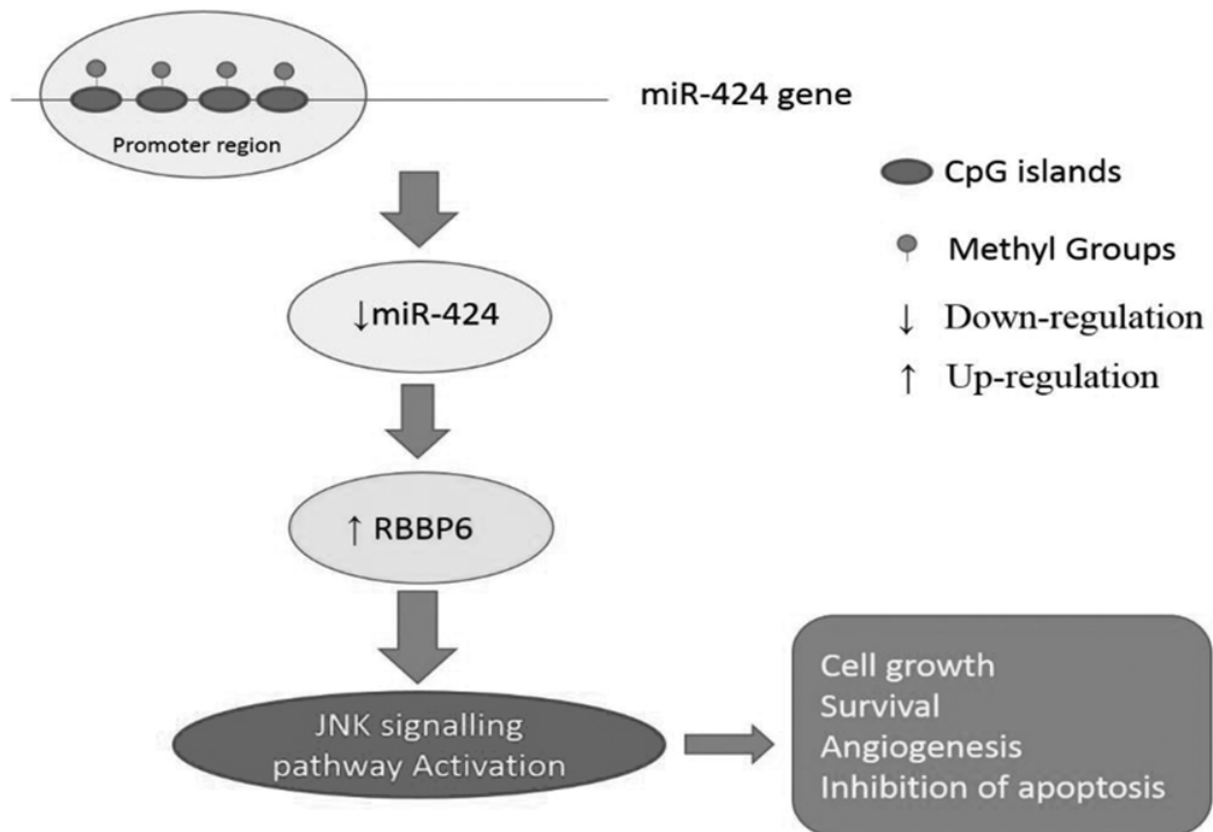 miR-424 gene
Promoter region
CpG islands
Methyl Groups
↓ Down-regulation
↑ Up-regulation
↓miR-424
↑ RBBP6
JNK signalling
pathway Activation
Cell growth
Survival
Angiogenesis
Inhibition of apoptosis